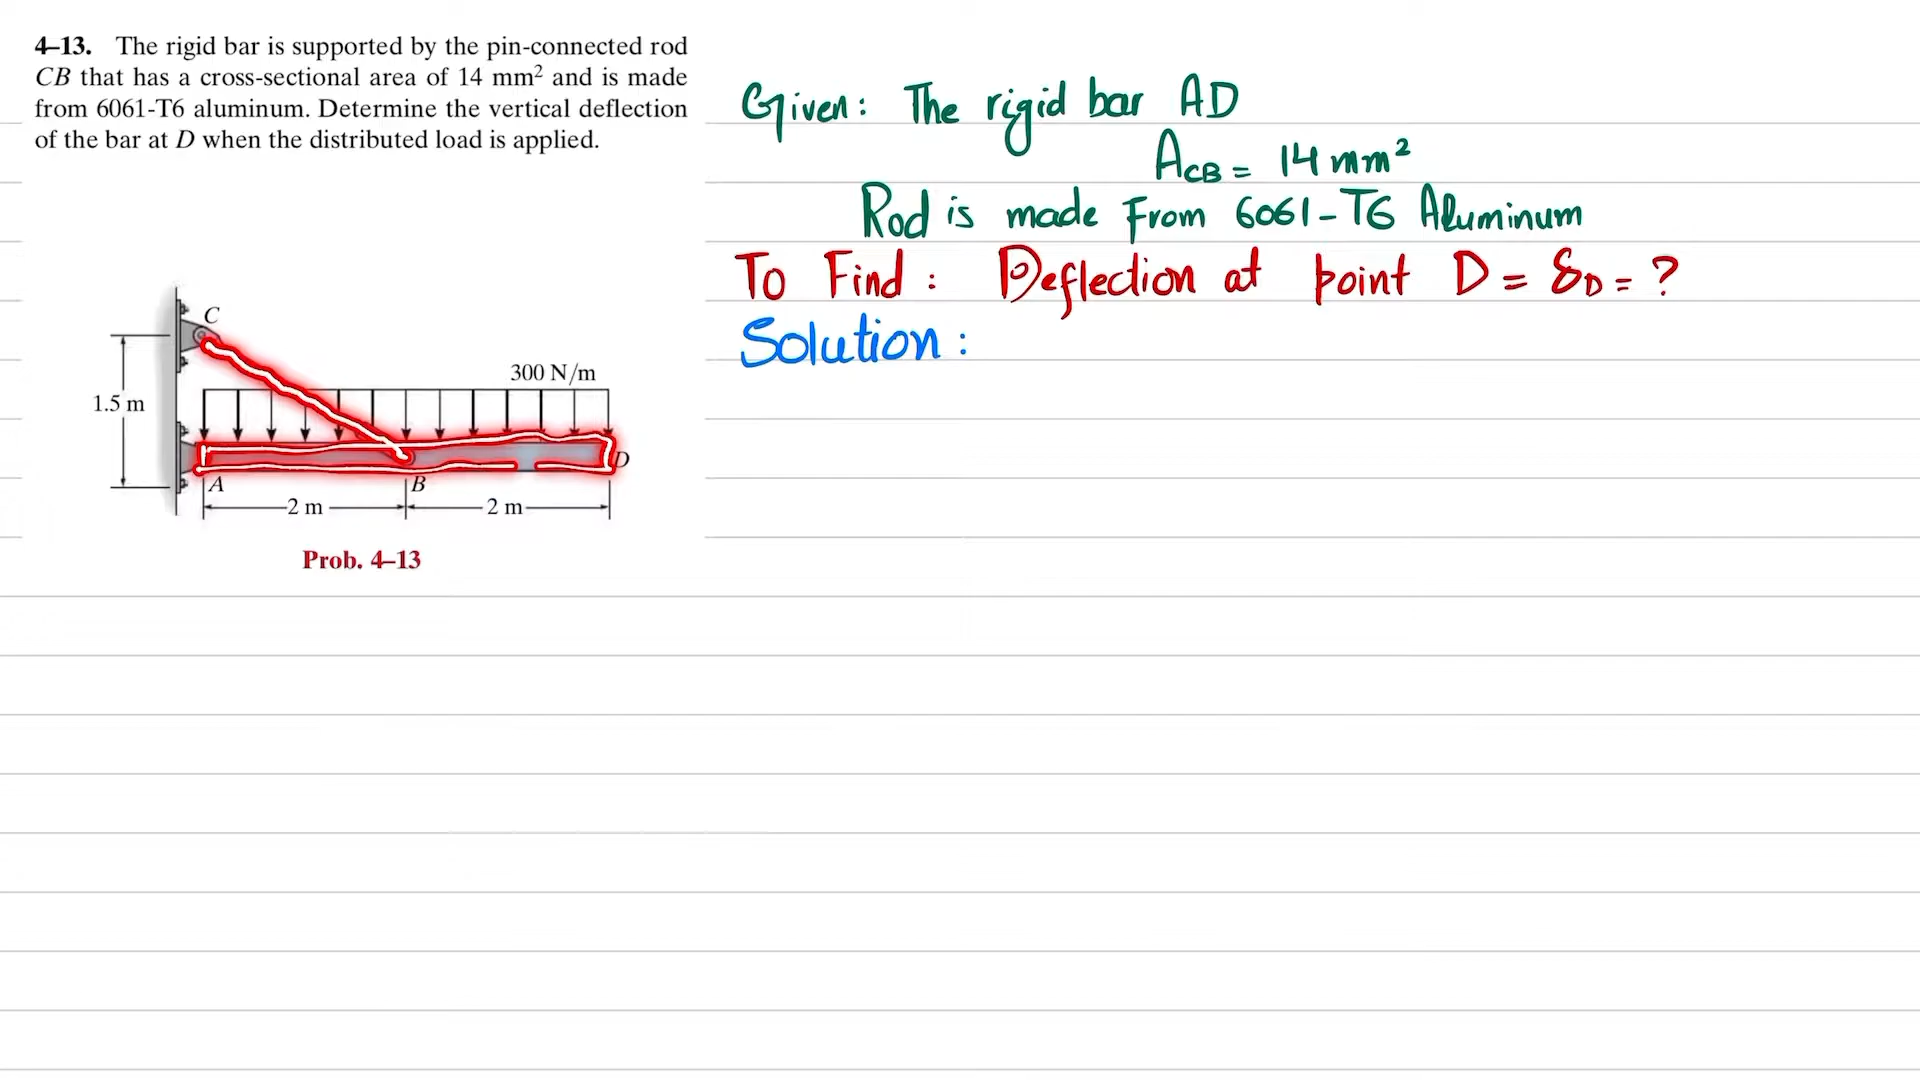 4–13. The rigid bar is supported by the pin-connected rod
CB that has a cross-sectional area of 14 mm² and is made
from 6061-T6 aluminum. Determine the vertical deflection
of the bar at D when the distributed load is applied.
Given: The rigid bar AD
A_CB = 14 mm²
Rod is made From 6061-T6 Aluminum
To Find: Deflection at point D = δ_D = ?
Solution:
C
300 N/m
1.5 m
D
A
B
2 m
2 m
Prob. 4–13